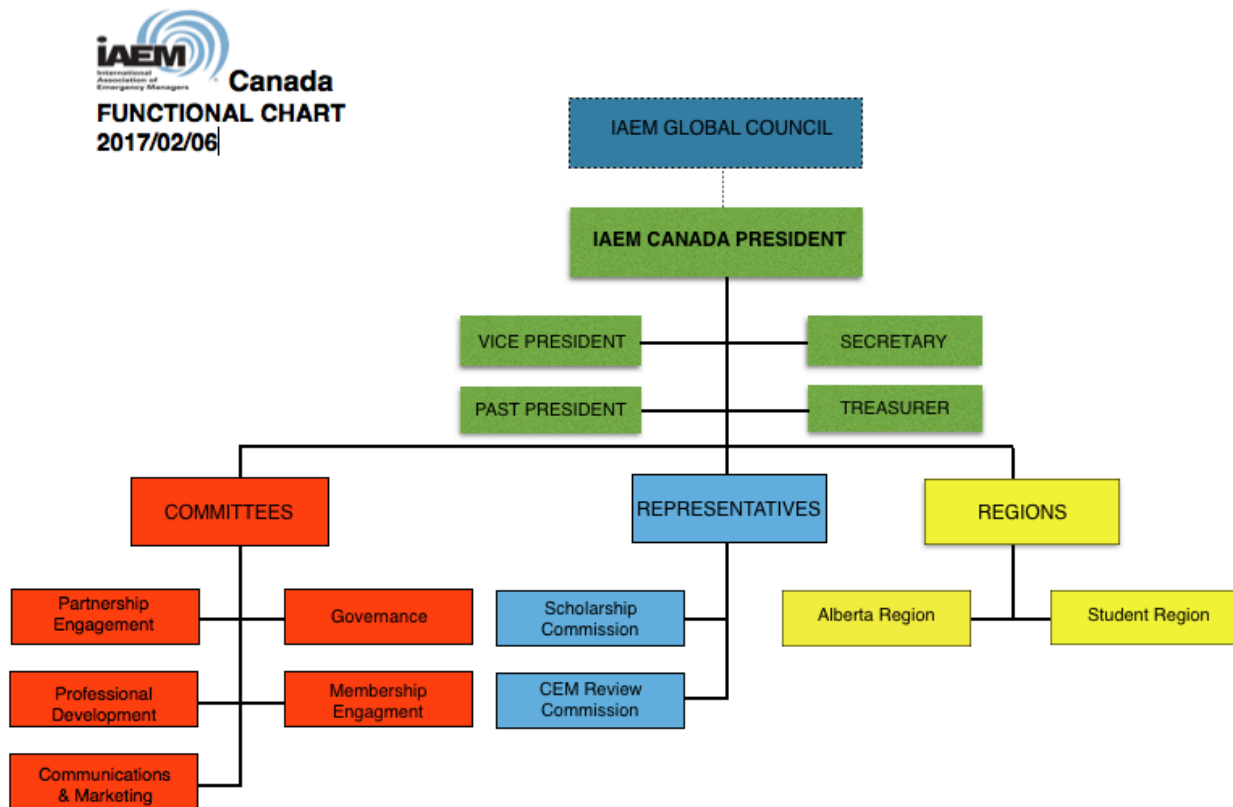 iAEM
International
Association of
Emergency Managers
®
Canada
FUNCTIONAL CHART
2017/02/06
IAEM GLOBAL COUNCIL
IAEM CANADA PRESIDENT
VICE PRESIDENT
SECRETARY
PAST PRESIDENT
TREASURER
COMMITTEES
REPRESENTATIVES
REGIONS
Partnership
Engagement
Governance
Scholarship
Commission
Alberta Region
Student Region
Professional
Development
Membership
Engagment
CEM Review
Commission
Communications
& Marketing